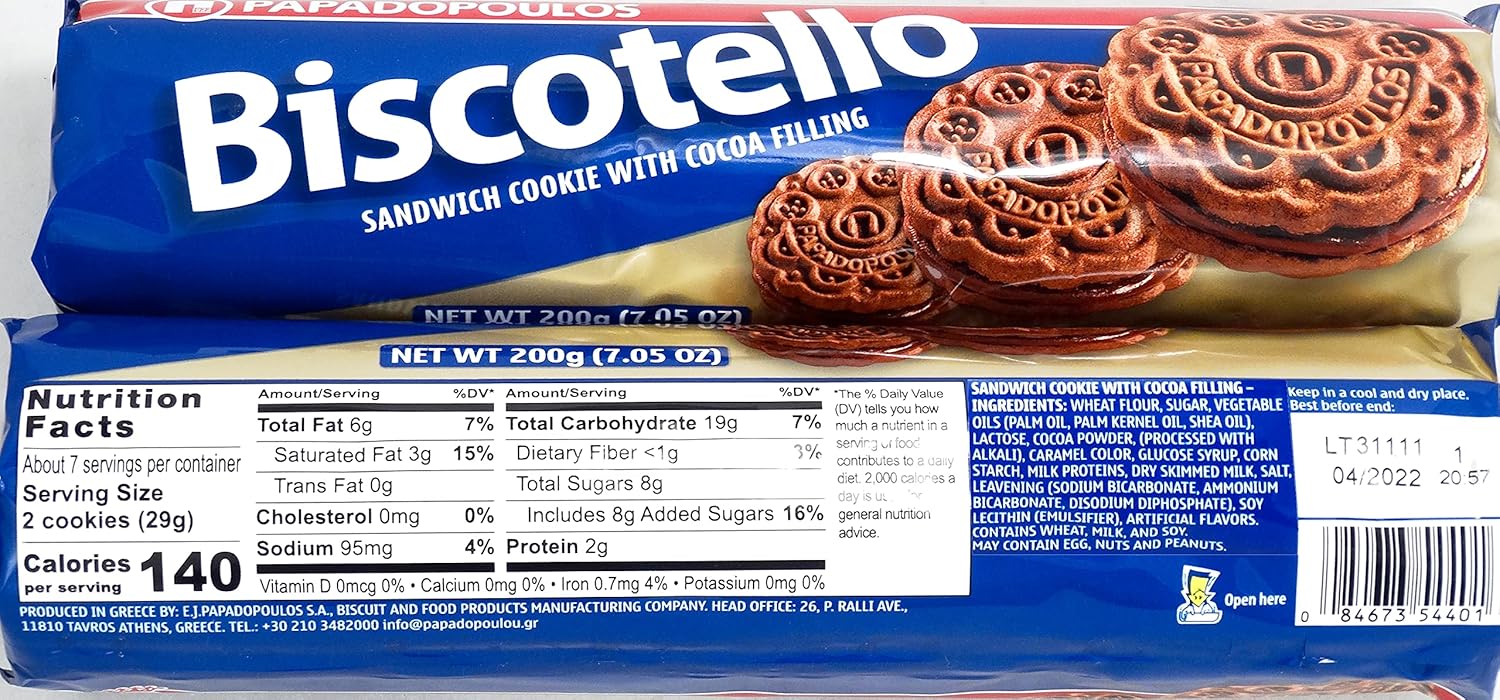 PAPADOPOULOS
Biscotello
SANDWICH COOKIE WITH COCOA FILLING
PAPADOPOULOS
PAPADOPOU
PAPADOPOU
NET WT 200g (7.05 OZ)
NET WT 200g (7.05 OZ)
Nutrition
Facts
About 7 servings per container
Serving Size
2 cookies (29g)
Calories 140
per serving
Amount/Serving %DV*
Total Fat 6g 7%
Saturated Fat 3g 15%
Trans Fat 0g
Cholesterol 0mg 0%
Sodium 95mg 4%
Amount/Serving %DV*
Total Carbohydrate 19g 7%
Dietary Fiber <1g 3%
Total Sugars 8g
Includes 8g Added Sugars 16%
Protein 2g
Vitamin D 0mcg 0% • Calcium 0mg 0% • Iron 0.7mg 4% • Potassium 0mg 0%
*The % Daily Value
(DV) tells you how
much a nutrient in a
serving of food
contributes to a daily
diet. 2,000 calories a
day is
general nutrition
advice.
SANDWICH COOKIE WITH COCOA FILLING –
INGREDIENTS: WHEAT FLOUR, SUGAR, VEGETABLE
OILS (PALM OIL, PALM KERNEL OIL, SHEA OIL),
LACTOSE, COCOA POWDER, (PROCESSED WITH
ALKALI), CARAMEL COLOR, GLUCOSE SYRUP, CORN
STARCH, MILK PROTEINS, DRY SKIMMED MILK, SALT,
LEAVENING (SODIUM BICARBONATE, AMMONIUM
BICARBONATE, DISODIUM DIPHOSPHATE), SOY
LECITHIN (EMULSIFIER), ARTIFICIAL FLAVORS.
CONTAINS WHEAT, MILK, AND SOY.
MAY CONTAIN EGG, NUTS AND PEANUTS.
Keep in a cool and dry place.
Best before end:
LT31111 1
04/2022 20:57
Open here
0 84673 54401
PRODUCED IN GREECE BY: E.J.PAPADOPOULOS S.A., BISCUIT AND FOOD PRODUCTS MANUFACTURING COMPANY. HEAD OFFICE: 26, P. RALLI AVE.,
11810 TAVROS ATHENS, GREECE. TEL.: +30 210 3482000 info@papadopoulou.gr